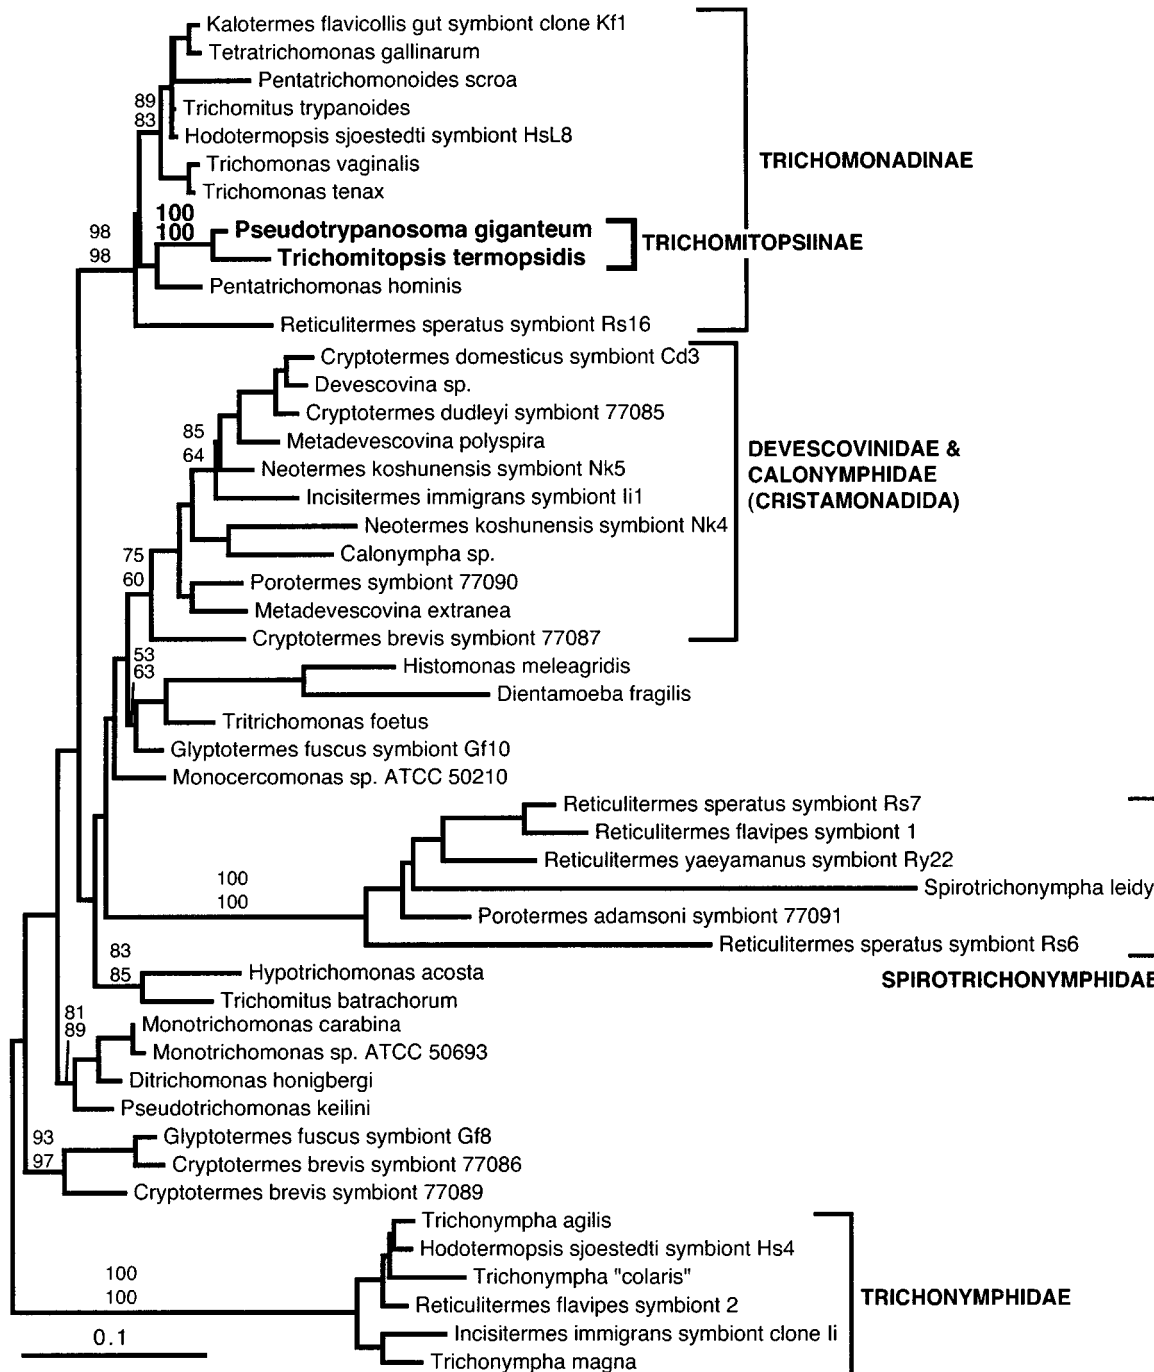 Kalotermes flavicollis gut symbiont clone Kf1
Tetratrichomonas gallinarum
Pentatrichomonoides scroa
89
Trichomitus trypanoides
83
Hodotermopsis sjoestedti symbiont HsL8
Trichomonas vaginalis
TRICHOMONADINAE
Trichomonas tenax
100
98
100
Pseudotrypanosoma giganteum
TRICHOMITOPSIINAE
98
Trichomitopsis termopsidis
Pentatrichomonas hominis
Reticulitermes speratus symbiont Rs16
Cryptotermes domesticus symbiont Cd3
Devescovina sp.
Cryptotermes dudleyi symbiont 77085
85
Metadevescovina polyspira
DEVESCOVINIDAE &
CALONYMPHIDAE
(CRISTAMONADIDA)
64
Neotermes koshunensis symbiont Nk5
Incisitermes immigrans symbiont Ii1
Neotermes koshunensis symbiont Nk4
75
Calonympha sp.
60
Porotermes symbiont 77090
Metadevescovina extranea
Cryptotermes brevis symbiont 77087
53
63
Histomonas meleagridis
Dientamoeba fragilis
Tritrichomonas foetus
Glyptotermes fuscus symbiont Gf10
Monocercomonas sp. ATCC 50210
Reticulitermes speratus symbiont Rs7
Reticulitermes flavipes symbiont 1
Reticulitermes yaeyamanus symbiont Ry22
100
100
Spirotrichonympha leidy
Porotermes adamsoni symbiont 77091
Reticulitermes speratus symbiont Rs6
SPIROTRICHONYMPHIDAE
83
85
Hypotrichomonas acosta
Trichomitus batrachorum
81
89
Monotrichomonas carabina
Monotrichomonas sp. ATCC 50693
Ditrichomonas honigbergi
Pseudotrichomonas keilini
93
Glyptotermes fuscus symbiont Gf8
97
Cryptotermes brevis symbiont 77086
Cryptotermes brevis symbiont 77089
Trichonympha agilis
Hodotermopsis sjoestedti symbiont Hs4
100
Trichonympha "colaris"
100
Reticulitermes flavipes symbiont 2
TRICHONYMPHIDAE
Incisitermes immigrans symbiont clone Ii
Trichonympha magna
0.1